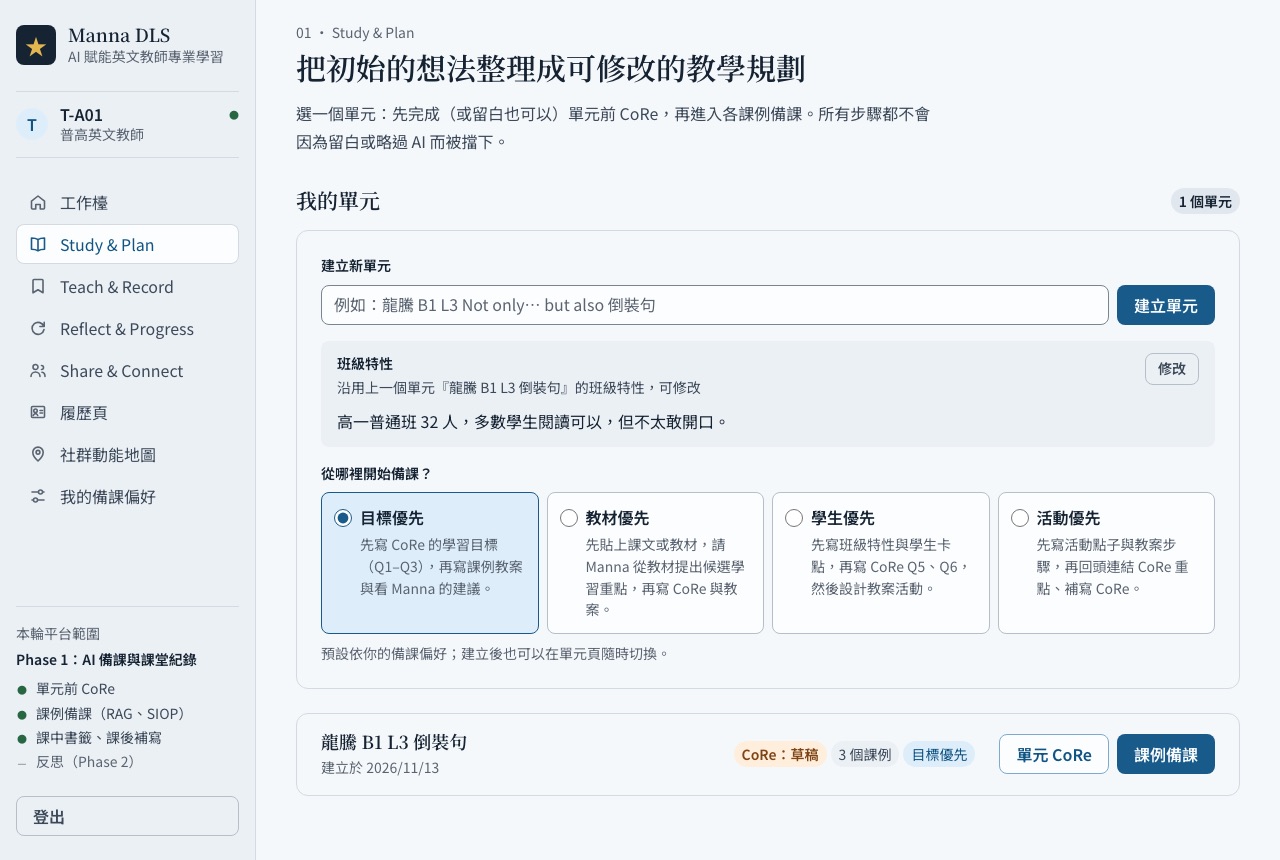 Manna DLS
AI 賦能英文教師專業學習
T
T-A01
普高英文教師
工作檯
Study & Plan
Teach & Record
Reflect & Progress
Share & Connect
履歷頁
社群動能地圖
我的備課偏好
本輪平台範圍
Phase 1：AI 備課與課堂紀錄
單元前 CoRe
課例備課（RAG、SIOP）
課中書籤、課後補寫
– 反思（Phase 2）
登出
01 · Study & Plan
把初始的想法整理成可修改的教學規劃
選一個單元：先完成（或留白也可以）單元前 CoRe，再進入各課例備課。所有步驟都不會
因為留白或略過 AI 而被擋下。
我的單元
1 個單元
建立新單元
例如：龍騰 B1 L3 Not only… but also 倒裝句
建立單元
班級特性
修改
沿用上一個單元『龍騰 B1 L3 倒裝句』的班級特性，可修改
高一普通班 32 人，多數學生閱讀可以，但不太敢開口。
從哪裡開始備課？
目標優先
先寫 CoRe 的學習目標
（Q1–Q3），再寫課例教案
與看 Manna 的建議。
教材優先
先貼上課文或教材，請
Manna 從教材提出候選學
習重點，再寫 CoRe 與教
案。
學生優先
先寫班級特性與學生卡
點，再寫 CoRe Q5、Q6，
然後設計教案活動。
活動優先
先寫活動點子與教案步
驟，再回頭連結 CoRe 重
點、補寫 CoRe。
預設依你的備課偏好；建立後也可以在單元頁隨時切換。
龍騰 B1 L3 倒裝句
建立於 2026/11/13
CoRe：草稿
3 個課例
目標優先
單元 CoRe
課例備課